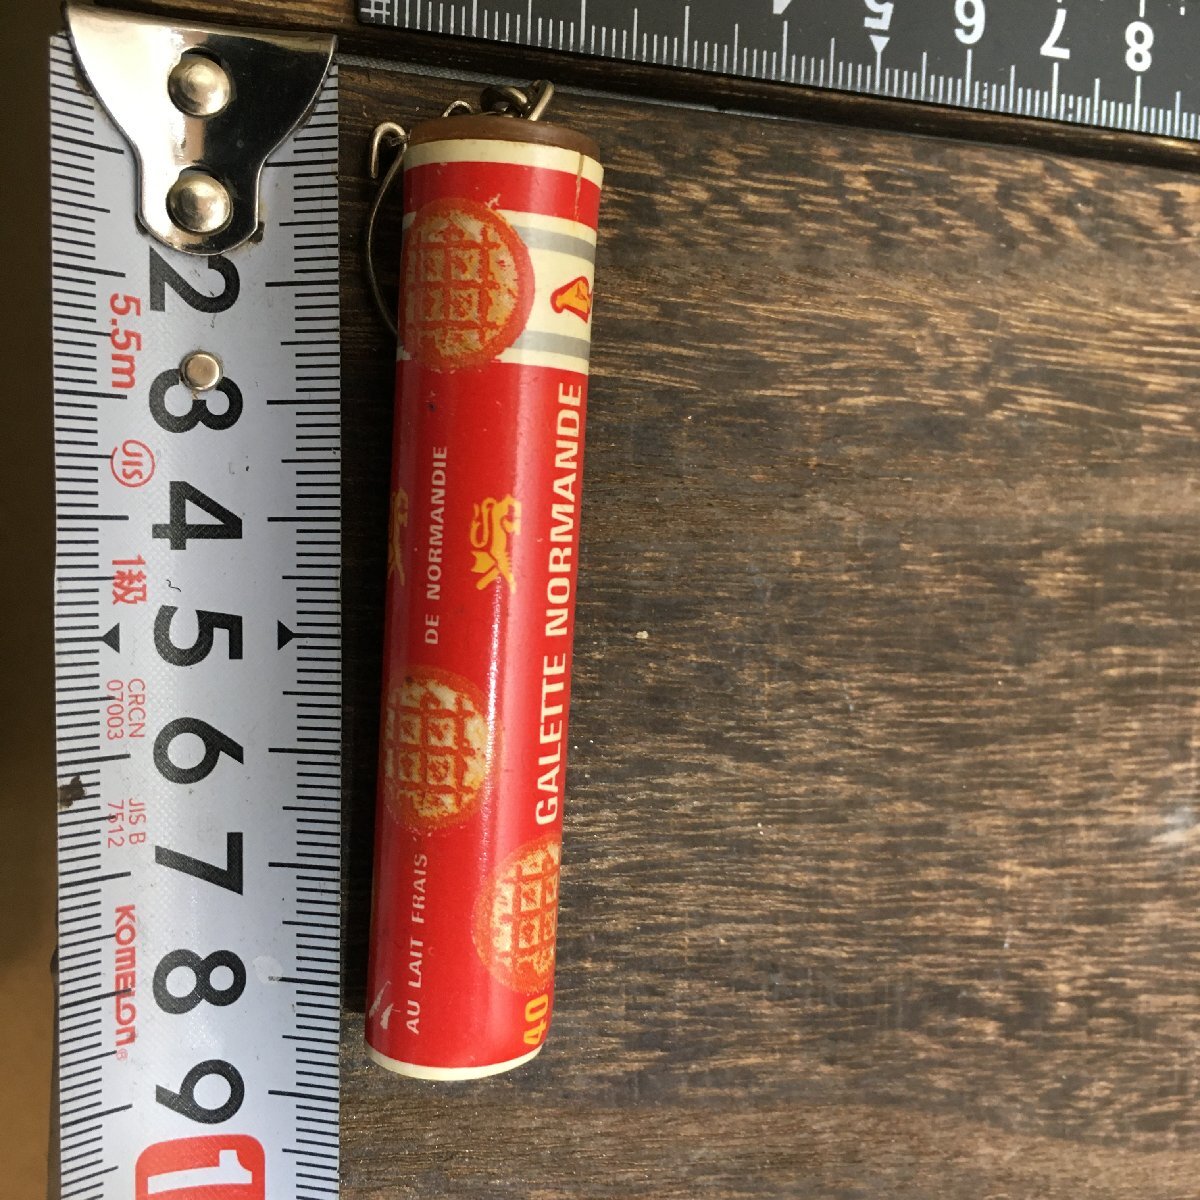 GALETTE NORMANDE
40
DE NORMANDIE
AU LAIT FRAIS
2
3
4
5
6
7
8
9
1
5.5m
JIS
1級
CRCN
07003
JIS B
7512
KOMELON®
5
6
7
8